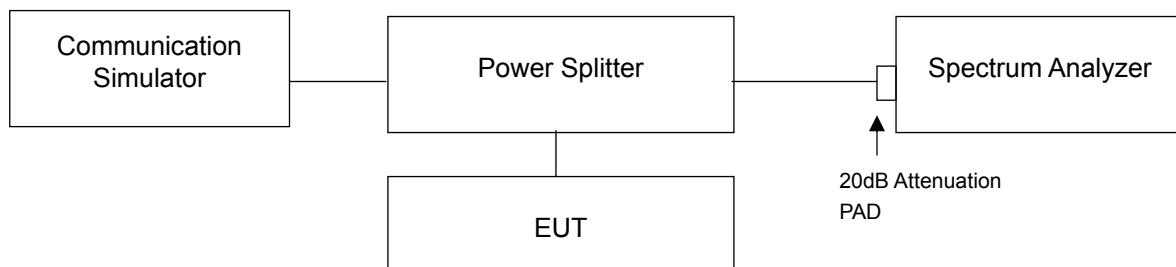 Communication
Simulator
Power Splitter
Spectrum Analyzer
20dB Attenuation
PAD
EUT